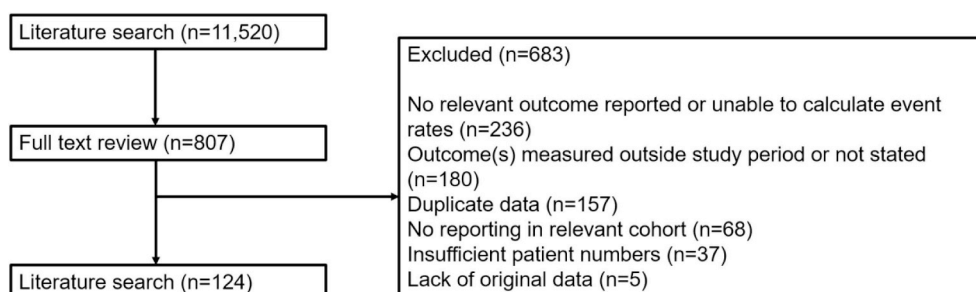 Literature search (n=11,520)
Full text review (n=807)
Literature search (n=124)
Excluded (n=683)
No relevant outcome reported or unable to calculate event
rates (n=236)
Outcome(s) measured outside study period or not stated
(n=180)
Duplicate data (n=157)
No reporting in relevant cohort (n=68)
Insufficient patient numbers (n=37)
Lack of original data (n=5)